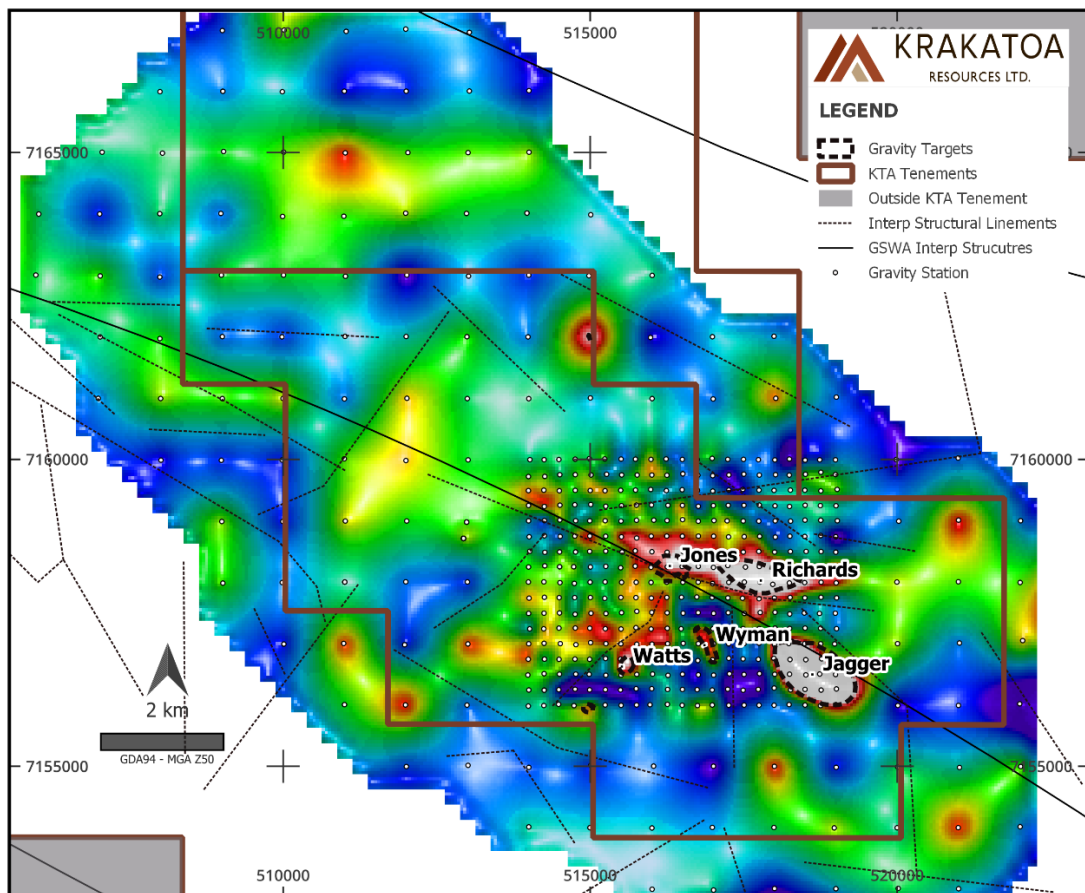 510000
515000
KRAKATOA
RESOURCES LTD.
LEGEND
Gravity Targets
KTA Tenements
Outside KTA Tenement
Interp Structural Linements
GSWA Interp Strucutres
Gravity Station
7165000
7160000
7160000
Jones
Richards
Wyman
Watts
Jagger
2 km
GDA94 - MGA Z50
7155000
7155000
510000
515000
520000